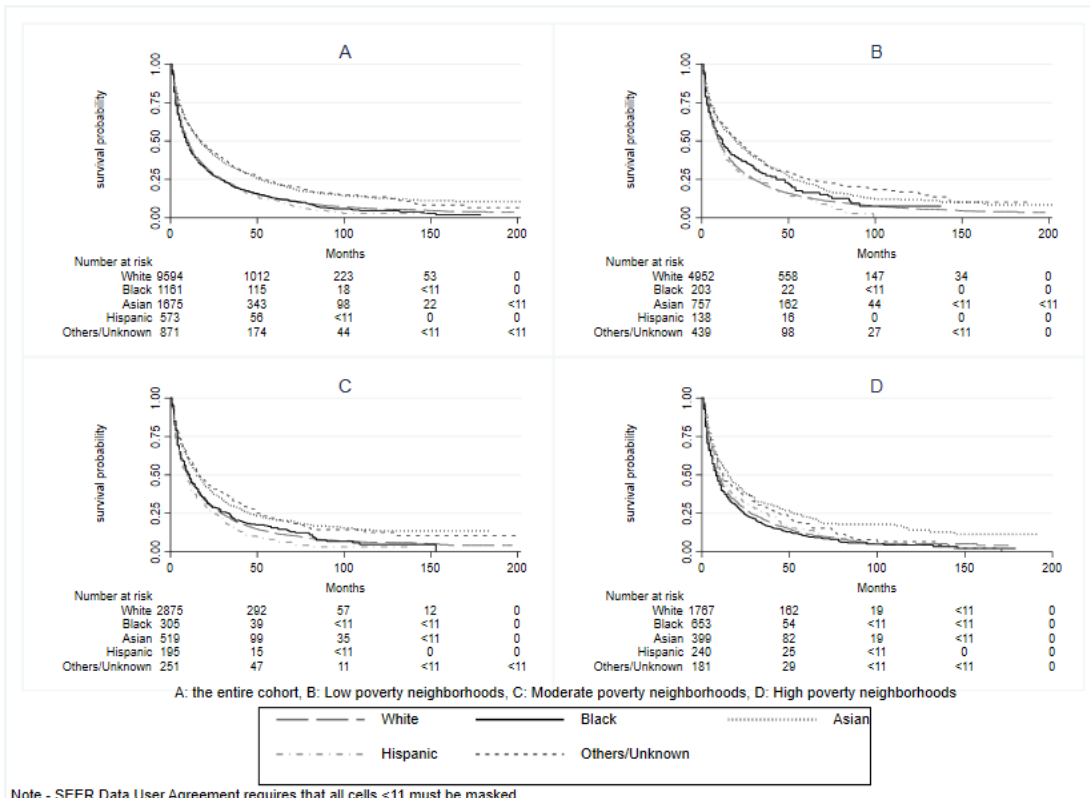 A
1.00
0.75
0.50
0.25
0.00
survival probability
0 50 100 150 200
Months
Number at risk
White 9594 1012 223 53 0
Black 1161 115 18 <11 0
Asian 1675 343 98 22 <11
Hispanic 573 56 <11 0 0
Others/Unknown 871 174 44 <11 <11
B
1.00
0.75
0.50
0.25
0.00
survival probability
0 50 100 150 200
Months
Number at risk
White 4952 558 147 34 0
Black 203 22 <11 0 0
Asian 757 162 44 <11 <11
Hispanic 138 16 0 0 0
Others/Unknown 439 98 27 <11 0
C
1.00
0.75
0.50
0.25
0.00
survival probability
0 50 100 150 200
Months
Number at risk
White 2875 292 57 12 0
Black 305 39 <11 <11 0
Asian 519 99 35 <11 0
Hispanic 195 15 <11 0 0
Others/Unknown 251 47 11 <11 <11
D
1.00
0.75
0.50
0.25
0.00
survival probability
0 50 100 150 200
Months
Number at risk
White 1767 162 19 <11 0
Black 653 54 <11 <11 0
Asian 399 82 19 <11 0
Hispanic 240 25 <11 0 0
Others/Unknown 181 29 <11 <11 0
A: the entire cohort, B: Low poverty neighborhoods, C: Moderate poverty neighborhoods, D: High poverty neighborhoods
White Black Asian
Hispanic Others/Unknown
Note - SEER Data User Agreement requires that all cells <11 must be masked